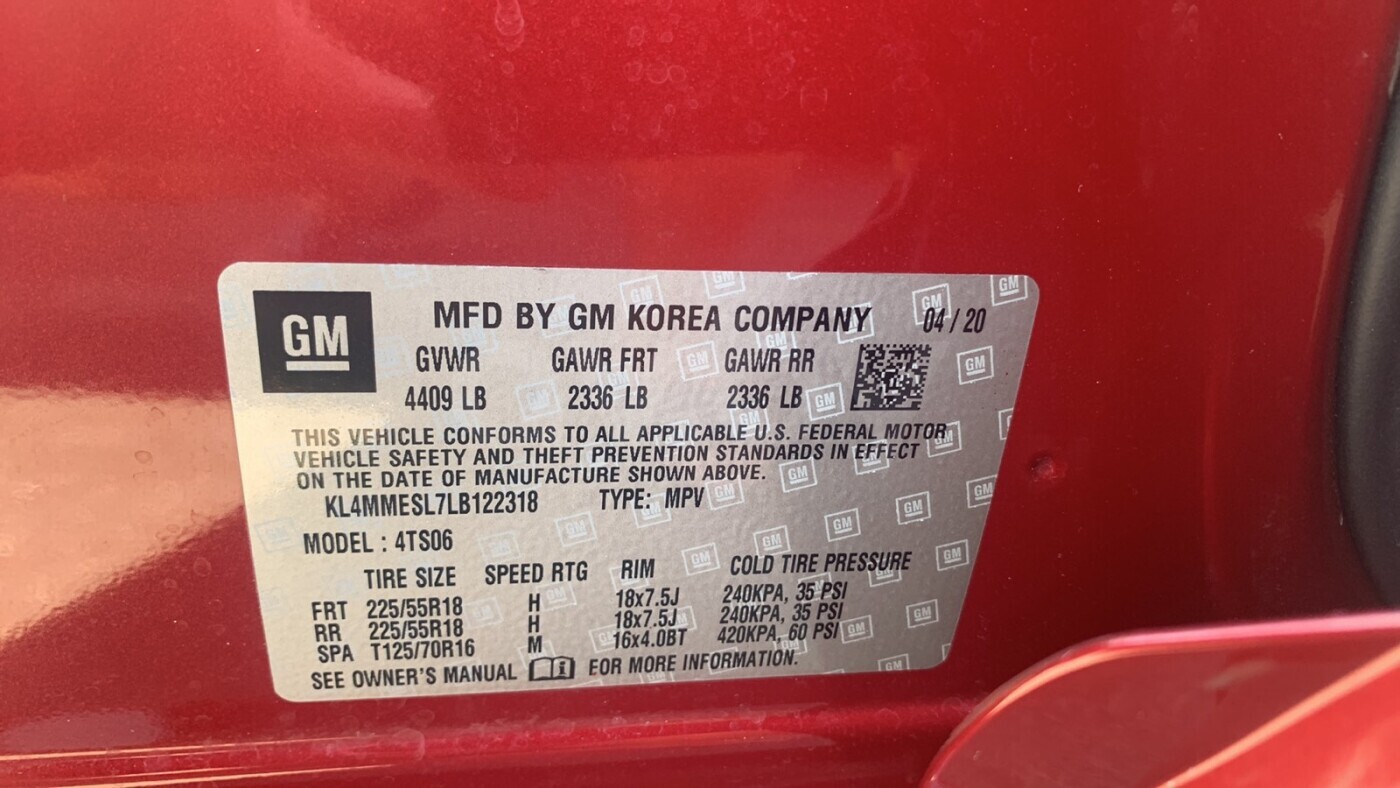 GM
MFD BY GM KOREA COMPANY 04/20
GVWR GAWR FRT GAWR RR
4409 LB 2336 LB 2336 LB
THIS VEHICLE CONFORMS TO ALL APPLICABLE U.S. FEDERAL MOTOR
VEHICLE SAFETY AND THEFT PREVENTION STANDARDS IN EFFECT
ON THE DATE OF MANUFACTURE SHOWN ABOVE.
KL4MMESL7LB122318 TYPE: MPV
MODEL : 4TS06
TIRE SIZE SPEED RTG RIM COLD TIRE PRESSURE
FRT 225/55R18 H 18x7.5J 240KPA, 35 PSI
RR 225/55R18 H 18x7.5J 240KPA, 35 PSI
SPA T125/70R16 M 16x4.0BT 420KPA, 60 PSI
SEE OWNER'S MANUAL FOR MORE INFORMATION.